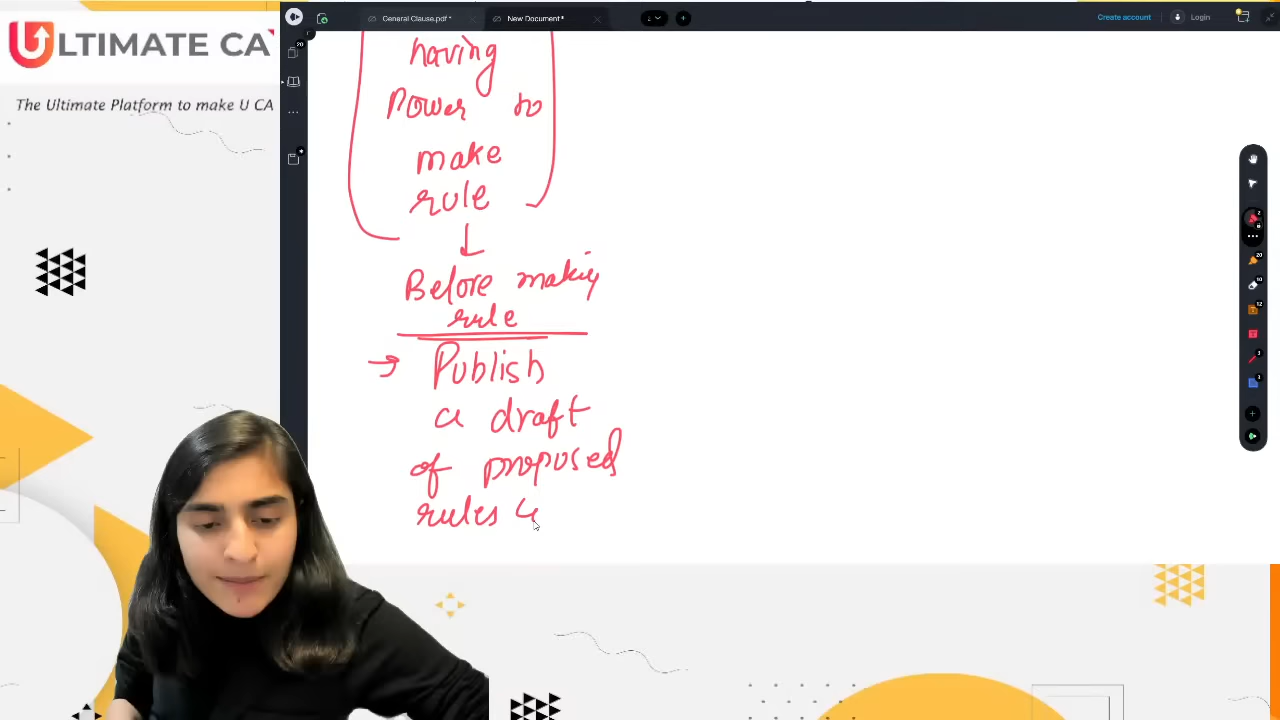 General Clause.pdf *
New Document*
Create account
Login
ULTIMATE CA
The Ultimate Platform to make U CA
having
Power to
make
rule
Before making
rule
→ Publish
a draft
of proposed
rules